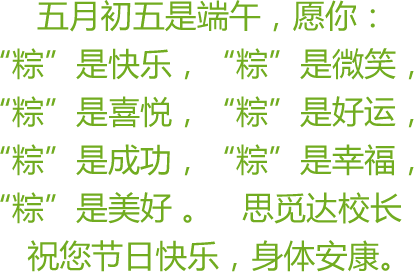 五月初五是端午，愿你：
“粽”是快乐，“粽”是微笑，
“粽”是喜悦，“粽”是好运，
“粽”是成功，“粽”是幸福，
“粽”是美好。 思觅达校长
祝您节日快乐，身体安康。